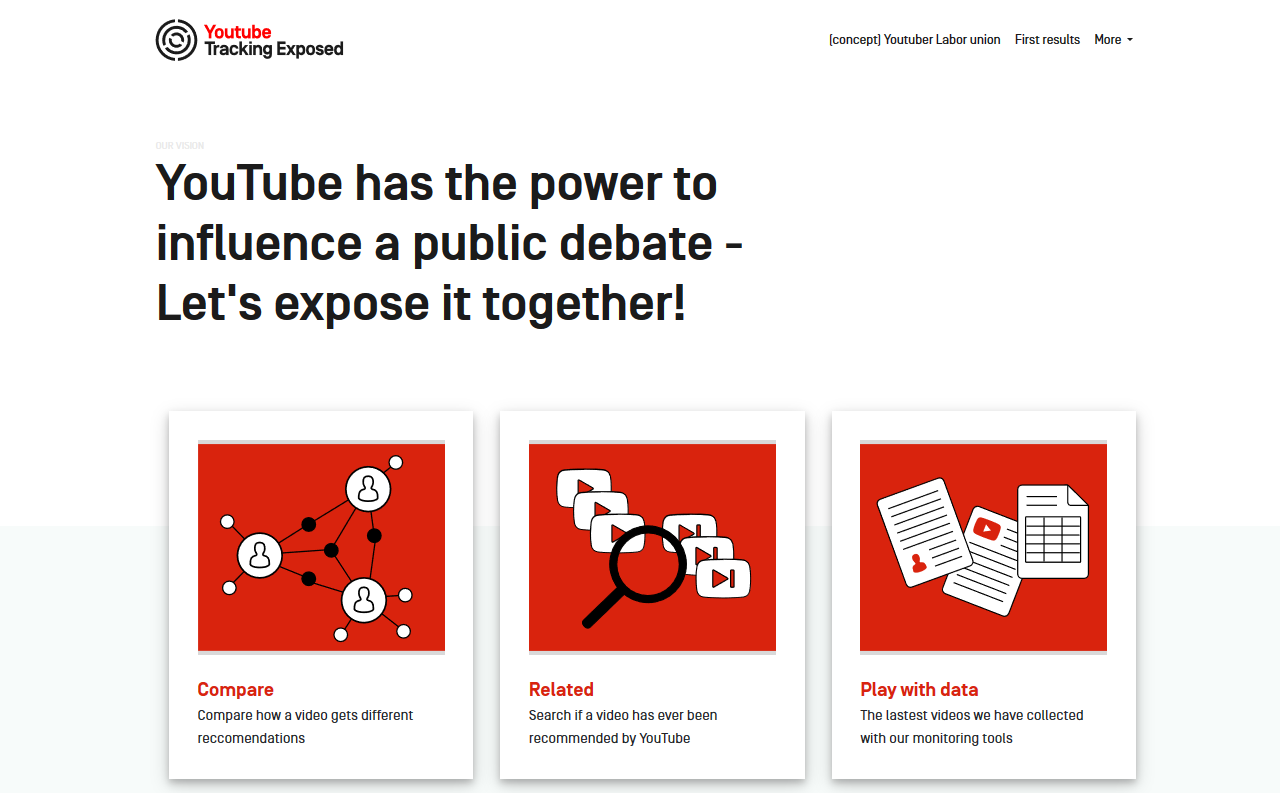 Youtube
Tracking Exposed
[concept] Youtuber Labor union First results More
OUR VISION
YouTube has the power to
influence a public debate -
Let's expose it together!
Compare
Compare how a video gets different
reccomendations
Related
Search if a video has ever been
recommended by YouTube
Play with data
The lastest videos we have collected
with our monitoring tools